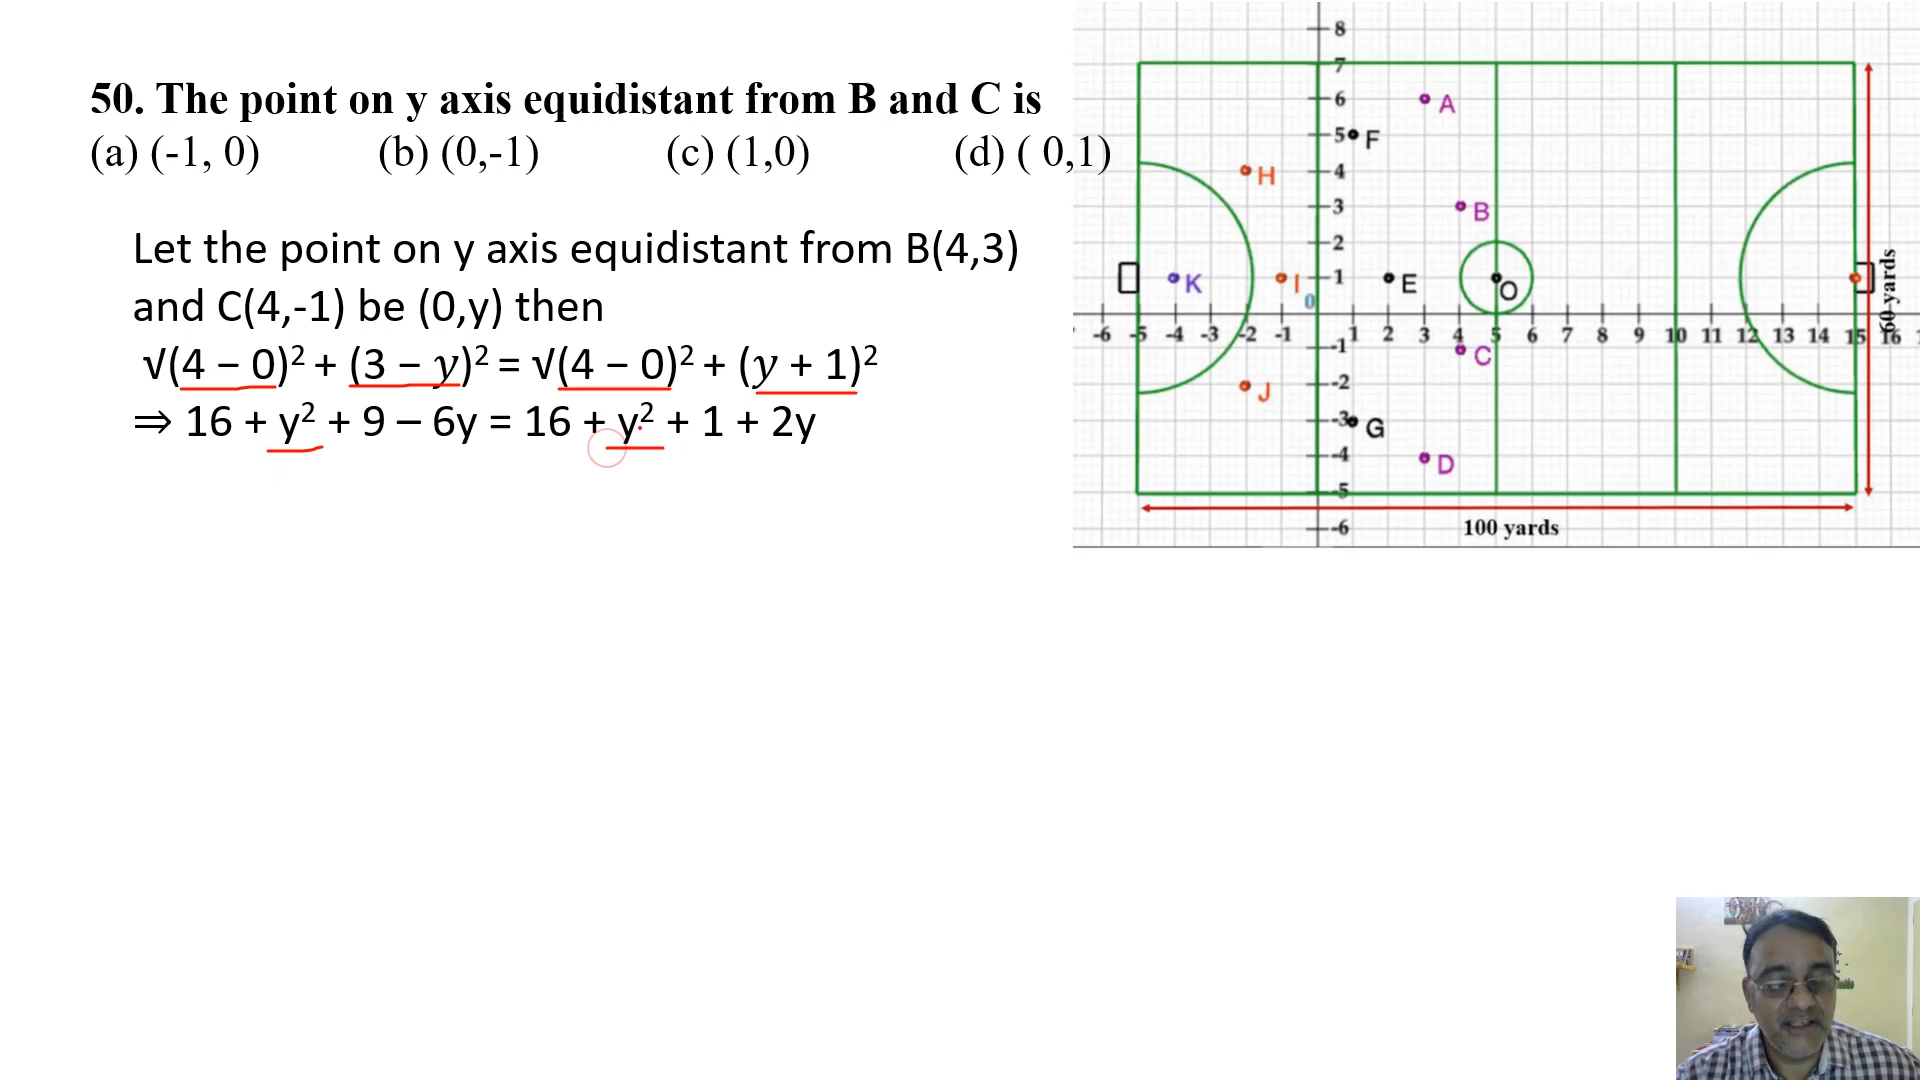 50. The point on y axis equidistant from B and C is
(a) (-1, 0) (b) (0,-1) (c) (1,0) (d) ( 0,1)
Let the point on y axis equidistant from B(4,3)
and C(4,-1) be (0,y) then
√(4 − 0)² + (3 − y)² = √(4 − 0)² + (y + 1)²
⇒ 16 + y² + 9 – 6y = 16 + y² + 1 + 2y
8
7
6 A
5 F
4 H
3 B
2
K I 0 1 E O
-6 -5 -4 -3 -2 -1 1 2 3 4 5 6 7 8 9 10 11 12 13 14 15 16
60 yards
-1 C
-2 J
-3 G
-4 D
-5
-6 100 yards